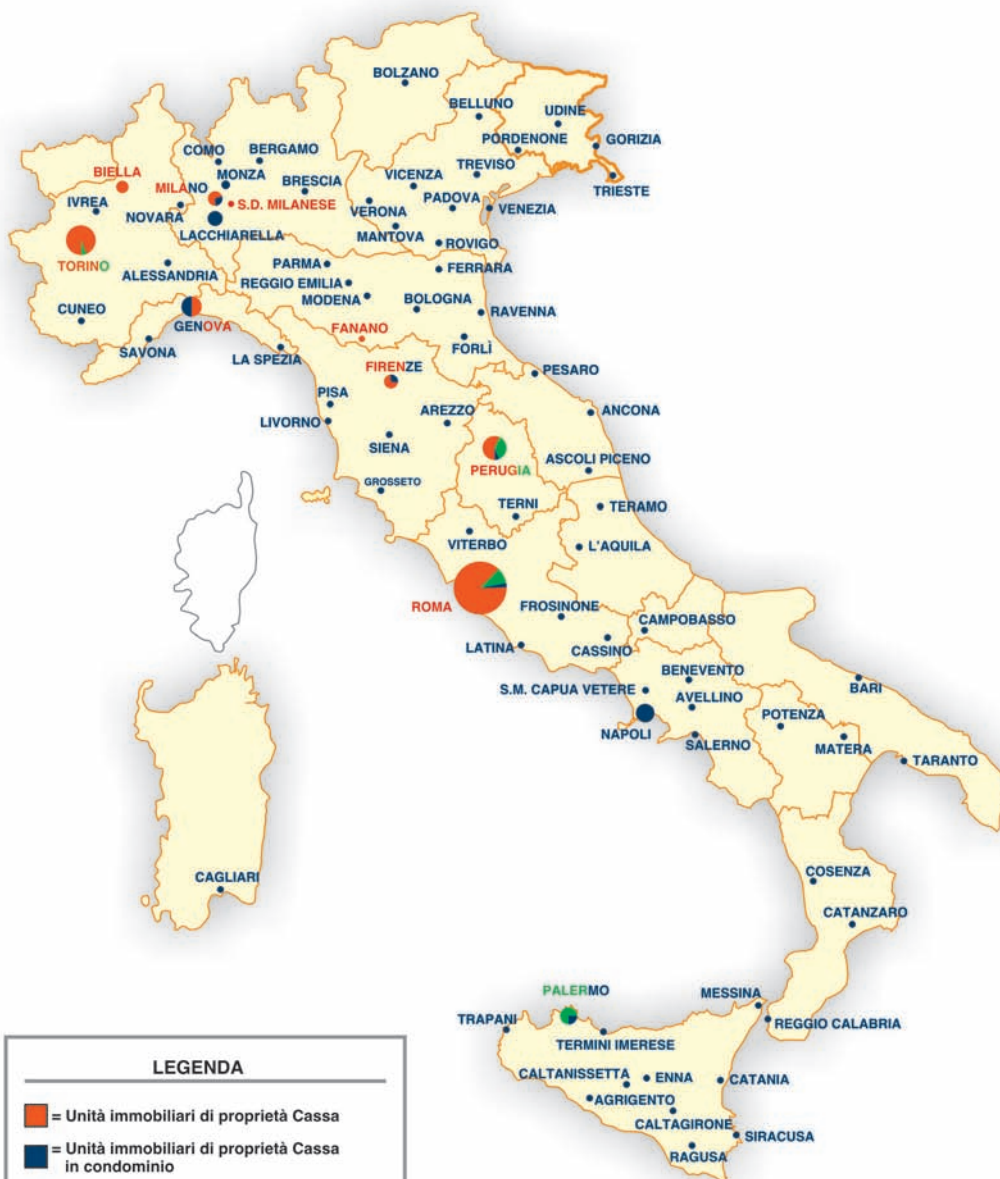 BOLZANO
BELLUNO
UDINE
PORDENONE
GORIZIA
COMO
BERGAMO
TREVISO
BIELLA
MONZA
VICENZA
TRIESTE
MILANO
BRESCIA
IVREA
S.D. MILANESE
PADOVA
NOVARA
VERONA
VENEZIA
LACCHIARELLA
MANTOVA
ROVIGO
TORINO
PARMA
FERRARA
ALESSANDRIA
REGGIO EMILIA
MODENA
BOLOGNA
CUNEO
RAVENNA
GENOVA
FANANO
SAVONA
LA SPEZIA
FORLÌ
FIRENZE
PESARO
PISA
AREZZO
ANCONA
LIVORNO
SIENA
ASCOLI PICENO
PERUGIA
GROSSETO
TERNI
TERAMO
VITERBO
L'AQUILA
ROMA
FROSINONE
CAMPOBASSO
LATINA
CASSINO
BENEVENTO
S.M. CAPUA VETERE
BARI
AVELLINO
POTENZA
NAPOLI
SALERNO
MATERA
TARANTO
CAGLIARI
COSENZA
CATANZARO
PALERMO
MESSINA
TRAPANI
REGGIO CALABRIA
TERMINI IMERESE
CALTANISSETTA
ENNA
CATANIA
AGRIGENTO
CALTAGIRONE
SIRACUSA
RAGUSA
LEGENDA
= Unità immobiliari di proprietà Cassa
= Unità immobiliari di proprietà Cassa
in condominio